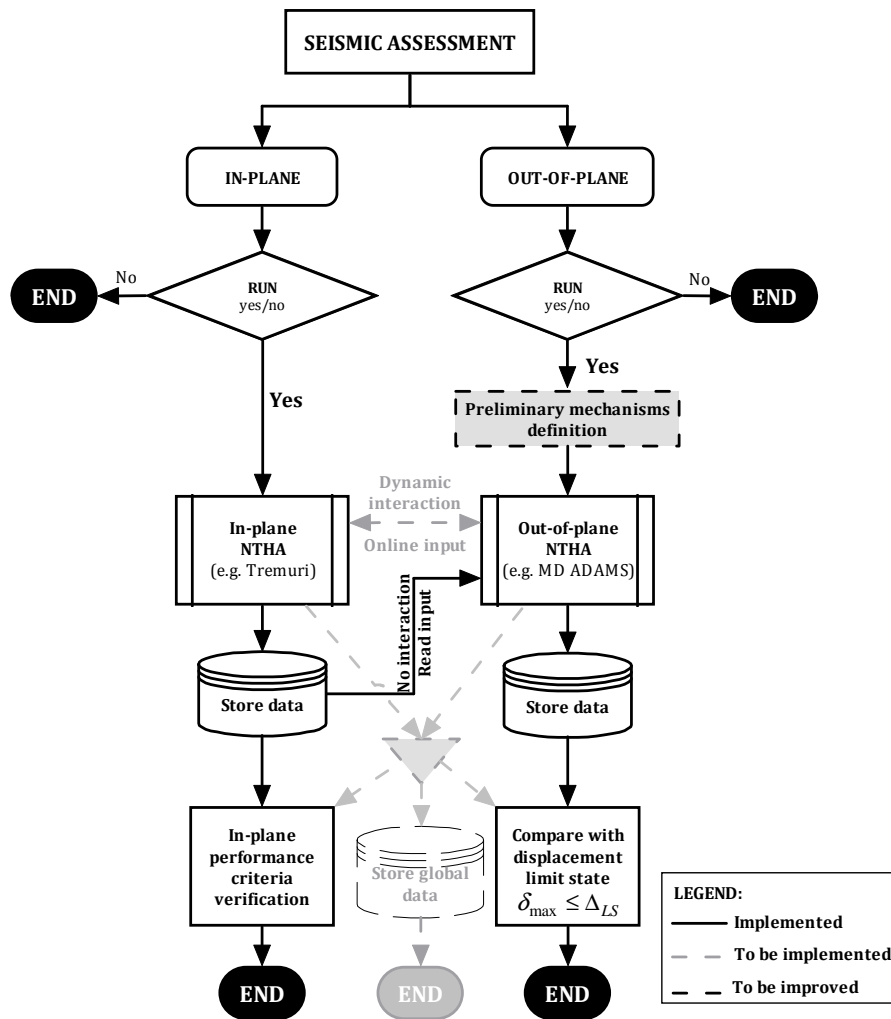 SEISMIC ASSESSMENT
IN-PLANE
OUT-OF-PLANE
END
No
RUN
yes/no
RUN
yes/no
No
END
Yes
Yes
Preliminary mechanisms
definition
Dynamic
interaction
Online input
In-plane
NTHA
(e.g. Tremuri)
Out-of-plane
NTHA
(e.g. MD ADAMS)
No interaction
Read input
Store data
Store data
In-plane
performance
criteria
verification
Store global
data
Compare with
displacement
limit state
δmax ≤ ΔLS
END
END
END
LEGEND:
Implemented
To be implemented
To be improved